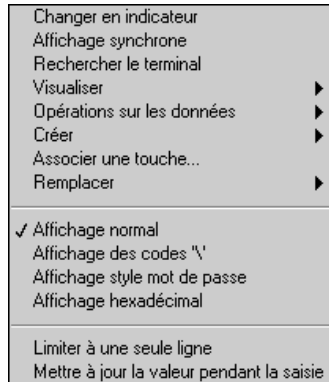 Changer en indicateur
Affichage synchrone
Rechercher le terminal
Visualiser
Opérations sur les données
Créer
Associer une touche...
Remplacer
Affichage normal
Affichage des codes '\'
Affichage style mot de passe
Affichage hexadécimal
Limiter à une seule ligne
Mettre à jour la valeur pendant la saisie